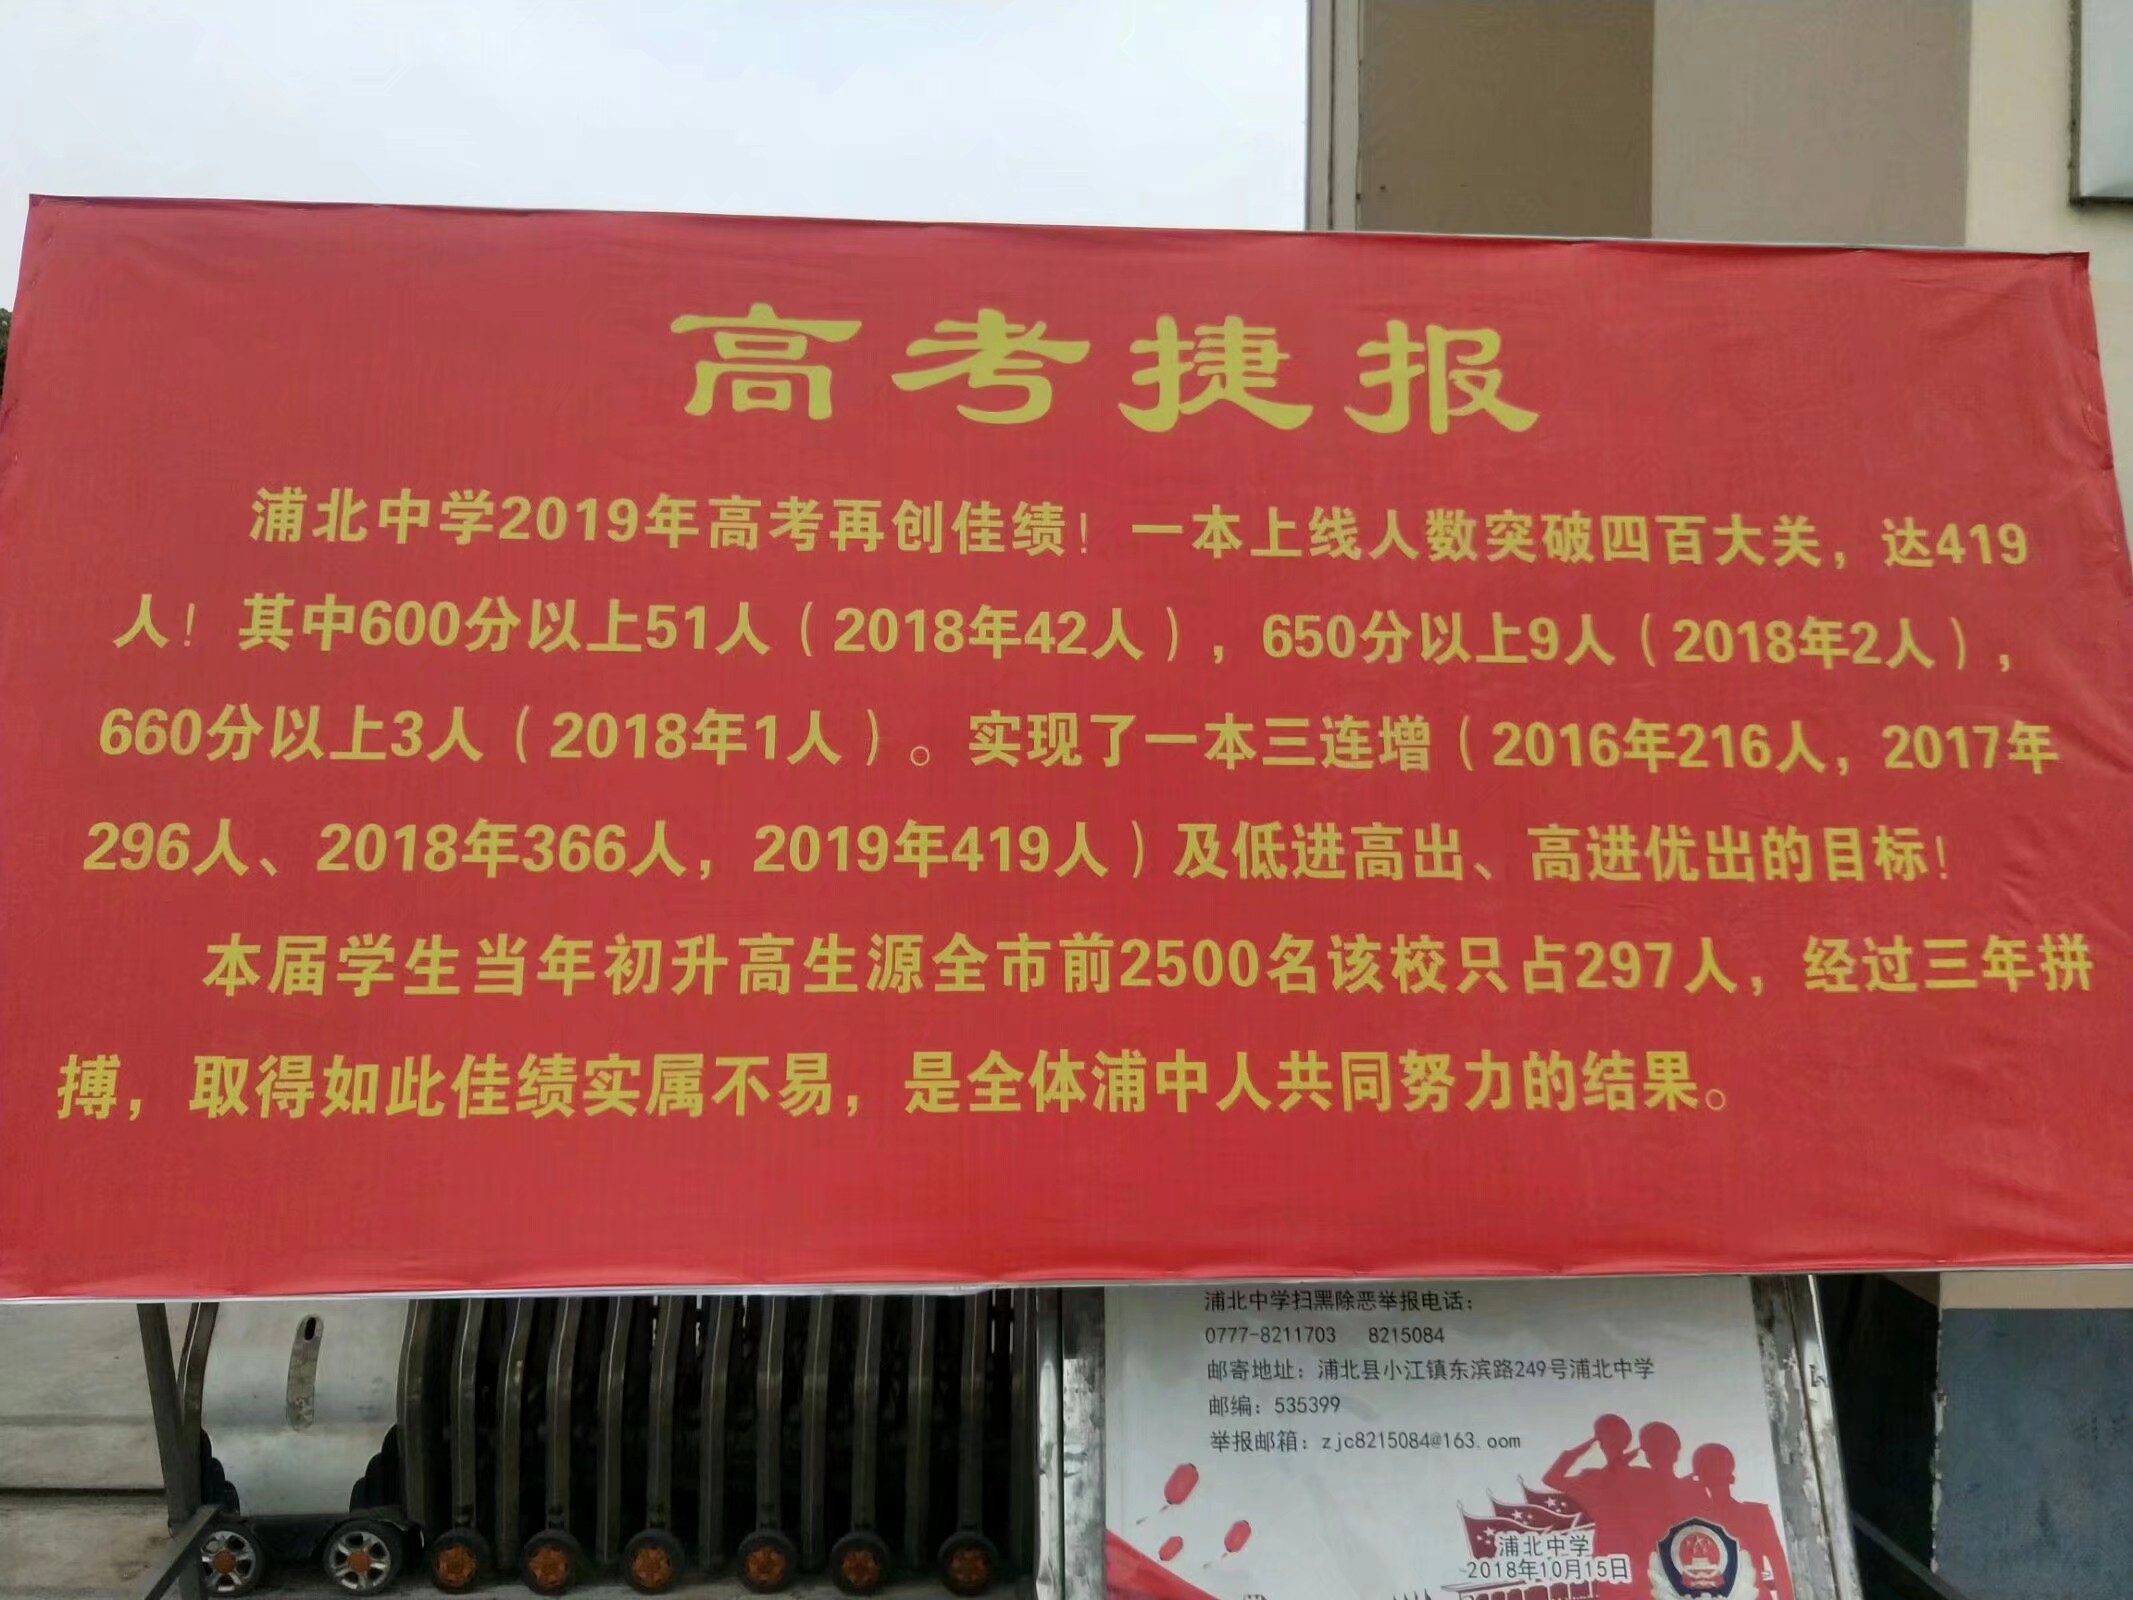 高考捷报
浦北中学2019年高考再创佳绩！一本上线人数突破四百大关，达419
人！其中600分以上51人（2018年42人），650分以上9人（2018年2人），
660分以上3人（2018年1人）。实现了一本三连增（2016年216人，2017年
296人、2018年366人，2019年419人）及低进高出、高进优出的目标！
本届学生当年初升高生源全市前2500名该校只占297人，经过三年拼
搏，取得如此佳绩实属不易，是全体浦中人共同努力的结果。
浦北中学扫黑除恶举报电话：
0777-8211703 8215084
邮寄地址：浦北县小江镇东滨路249号浦北中学
邮编：535399
举报邮箱：zjc8215084@163.oom
浦北中学
2018年10月15日